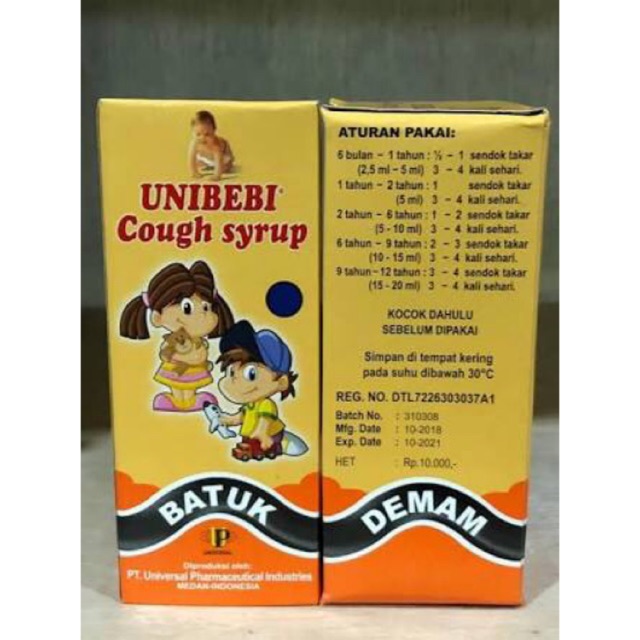 UNIBEBI®
Cough syrup
BATUK
UP
UNIVERSAL
Diproduksi oleh:
PT. Universal Pharmaceutical Industries
MEDAN-INDONESIA
ATURAN PAKAI:
6 bulan – 1 tahun : ½ – 1 sendok takar
(2,5 ml – 5 ml) 3 – 4 kali sehari.
1 tahun – 2 tahun : 1 sendok takar
(5 ml) 3 – 4 kali sehari.
2 tahun – 6 tahun : 1 – 2 sendok takar
(5 - 10 ml) 3 – 4 kali sehari.
6 tahun – 9 tahun : 2 – 3 sendok takar
(10 - 15 ml) 3 – 4 kali sehari.
9 tahun – 12 tahun : 3 – 4 sendok takar
(15 - 20 ml) 3 – 4 kali sehari.
KOCOK DAHULU
SEBELUM DIPAKAI
Simpan di tempat kering
pada suhu dibawah 30°C
REG. NO. DTL7226303037A1
Batch No. : 310308
Mfg. Date : 10-2018
Exp. Date : 10-2021
HET : Rp.10.000,-
DEMAM